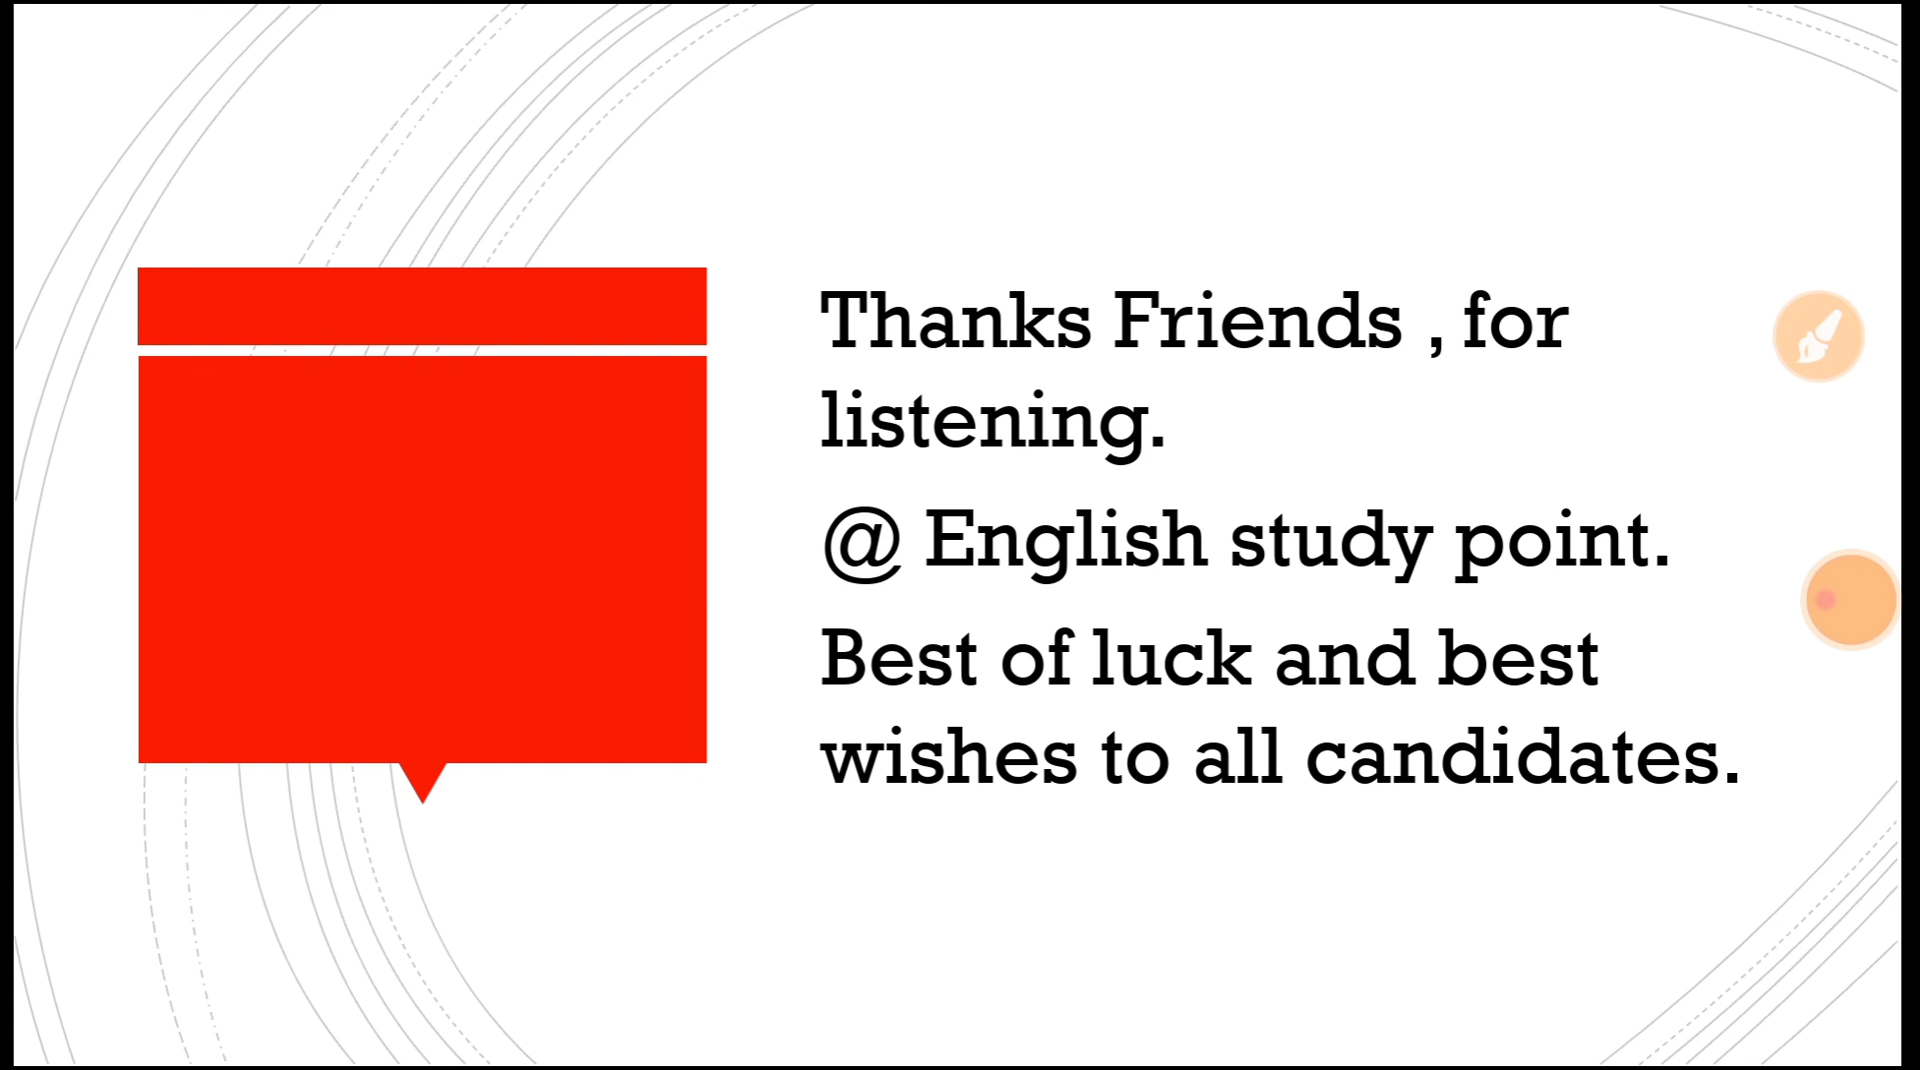 Thanks Friends , for
listening.
@ English study point.
Best of luck and best
wishes to all candidates.